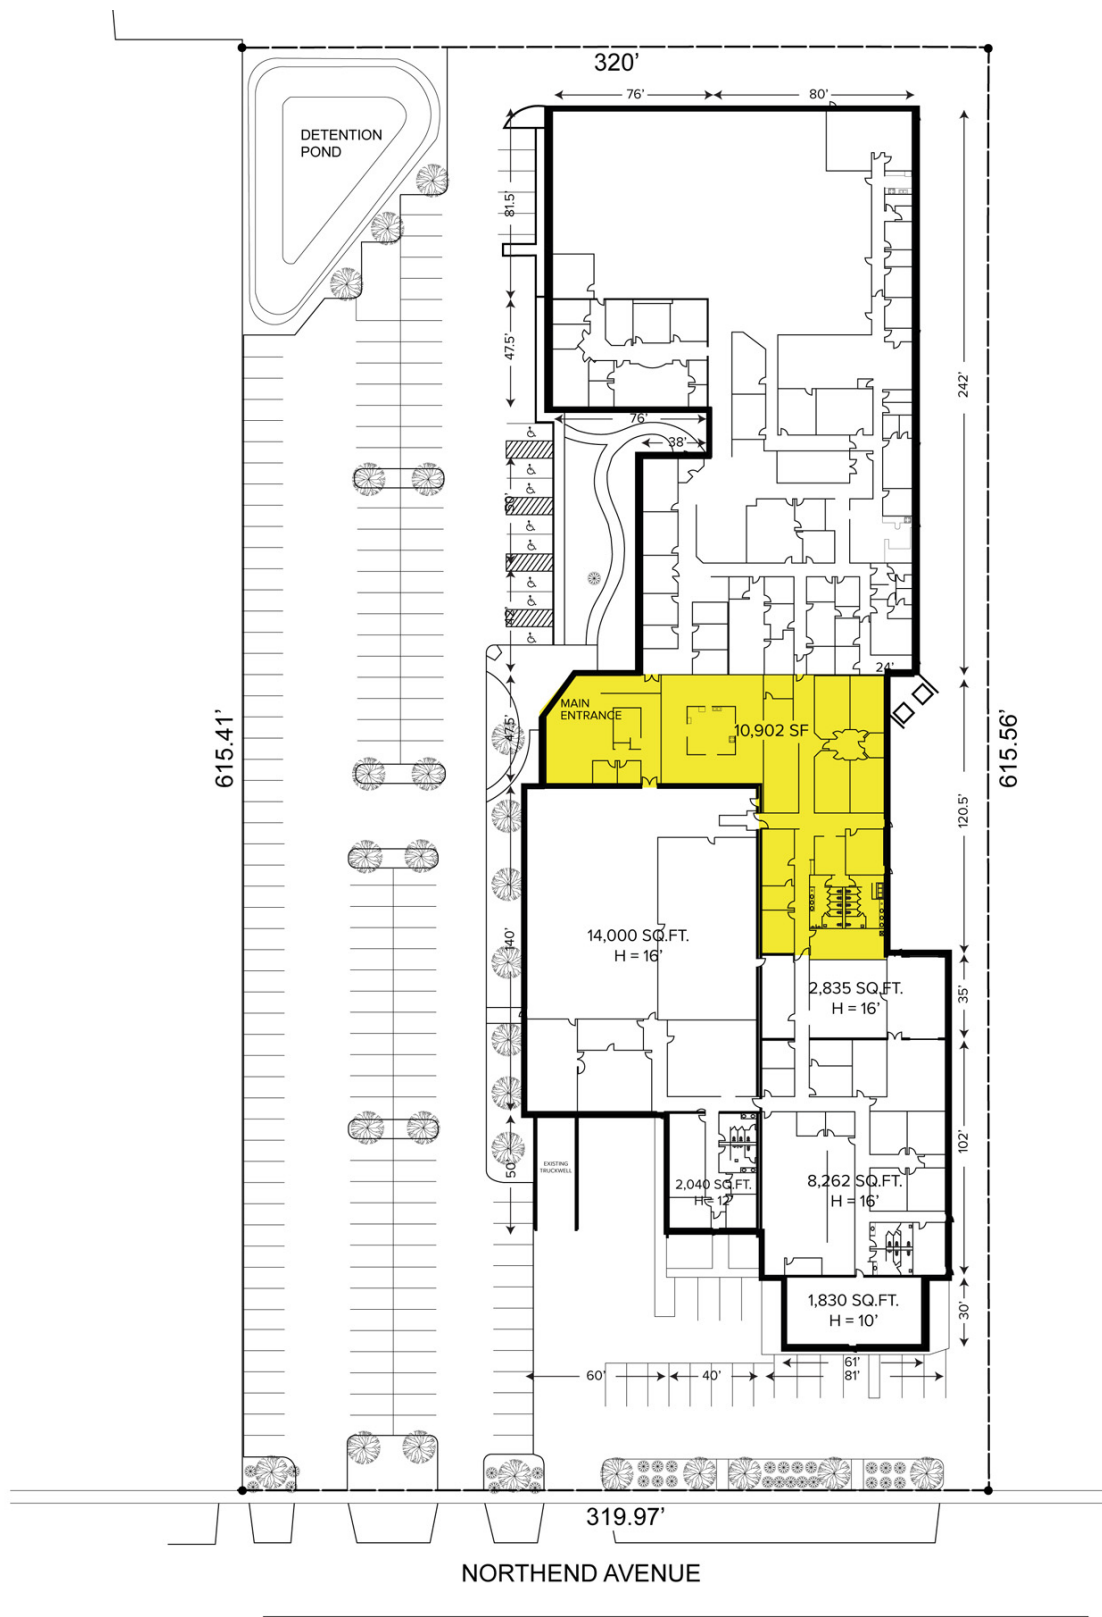 320'
76'
80'
DETENTION
POND
81.5'
47.5'
242'
76'
38'
50'
42'
24'
MAIN
ENTRANCE
10,902 SF
47.5'
615.41'
615.56'
120.5'
14,000 SQ.FT.
H = 16'
140'
2,835 SQ.FT.
H = 16'
35'
102'
EXISTING
TRUCKWELL
50'
2,040 SQ.FT.
H = 12'
8,262 SQ.FT.
H = 16'
1,830 SQ.FT.
H = 10'
30'
61'
60'
40'
81'
319.97'
NORTHEND AVENUE